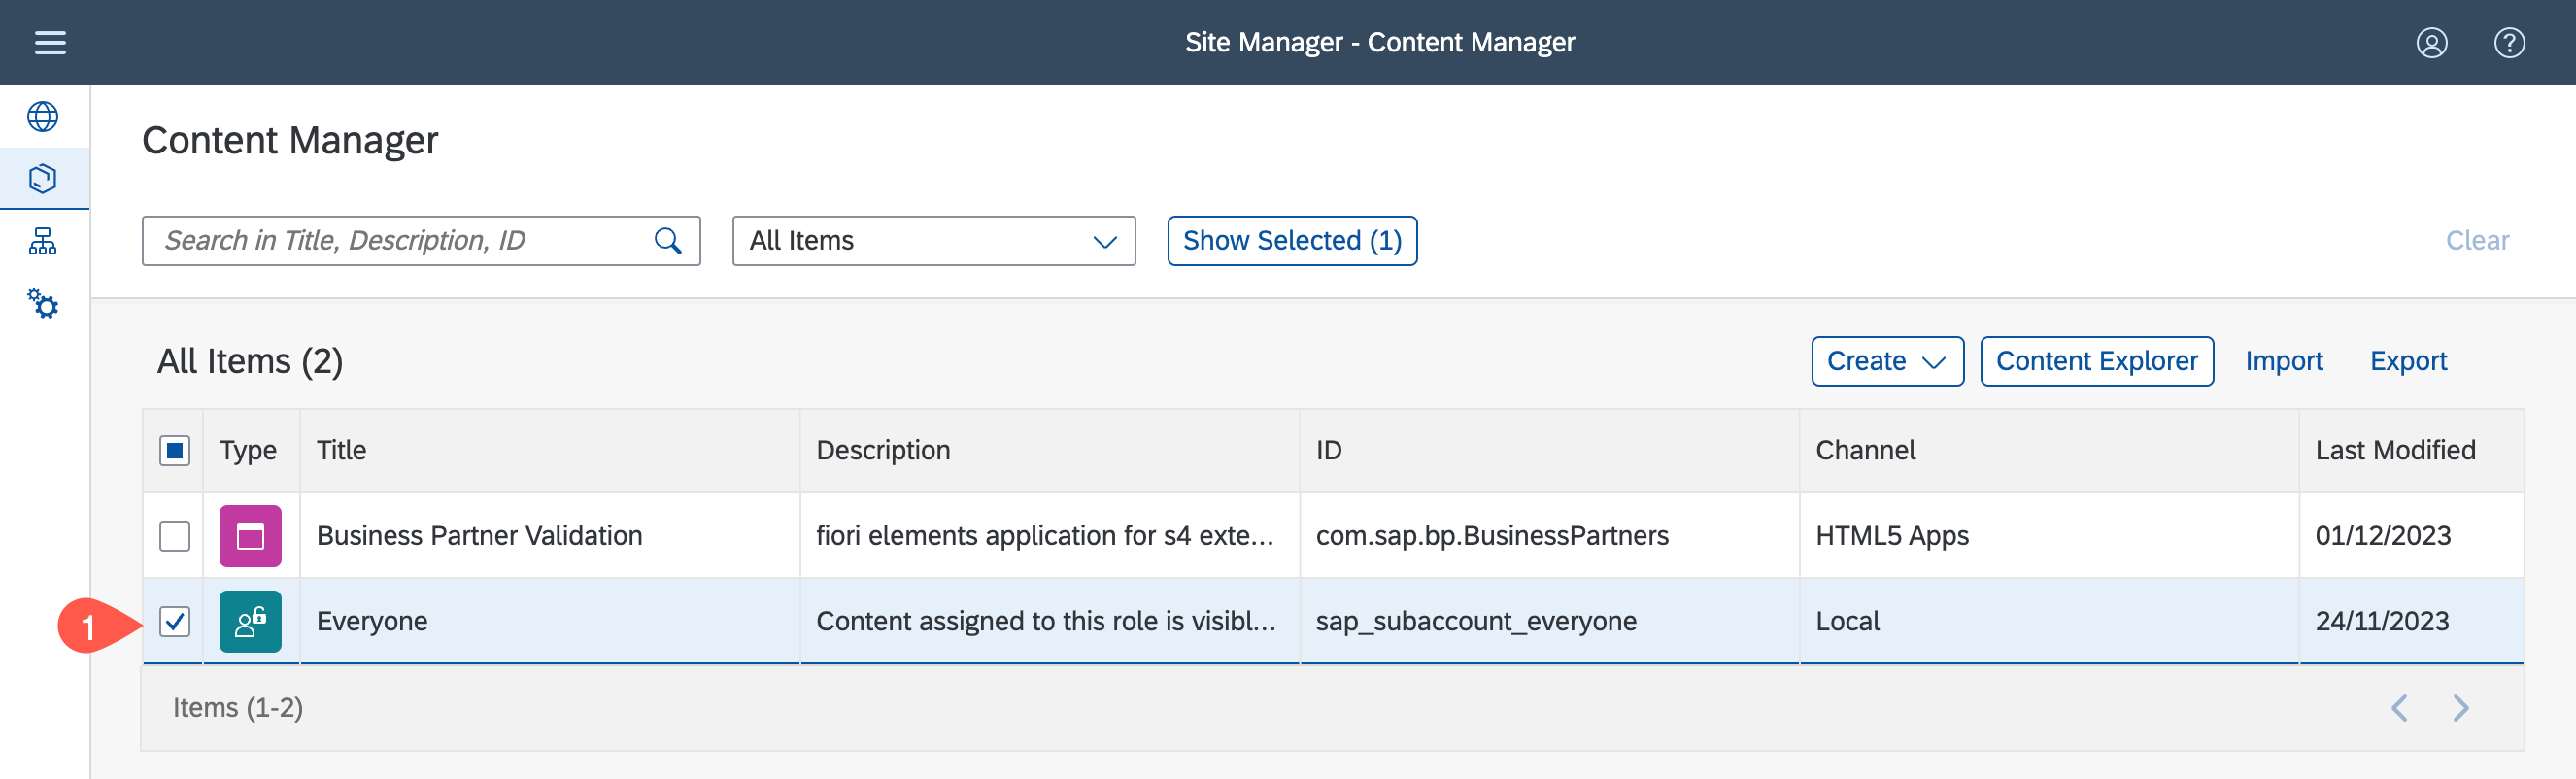 Site Manager - Content Manager
Content Manager
Search in Title, Description, ID All Items Show Selected (1) Clear
All Items (2) Create Content Explorer Import Export
Type Title Description ID Channel Last Modified
Business Partner Validation fiori elements application for s4 exte... com.sap.bp.BusinessPartners HTML5 Apps 01/12/2023
1 Everyone Content assigned to this role is visibl... sap_subaccount_everyone Local 24/11/2023
Items (1-2)